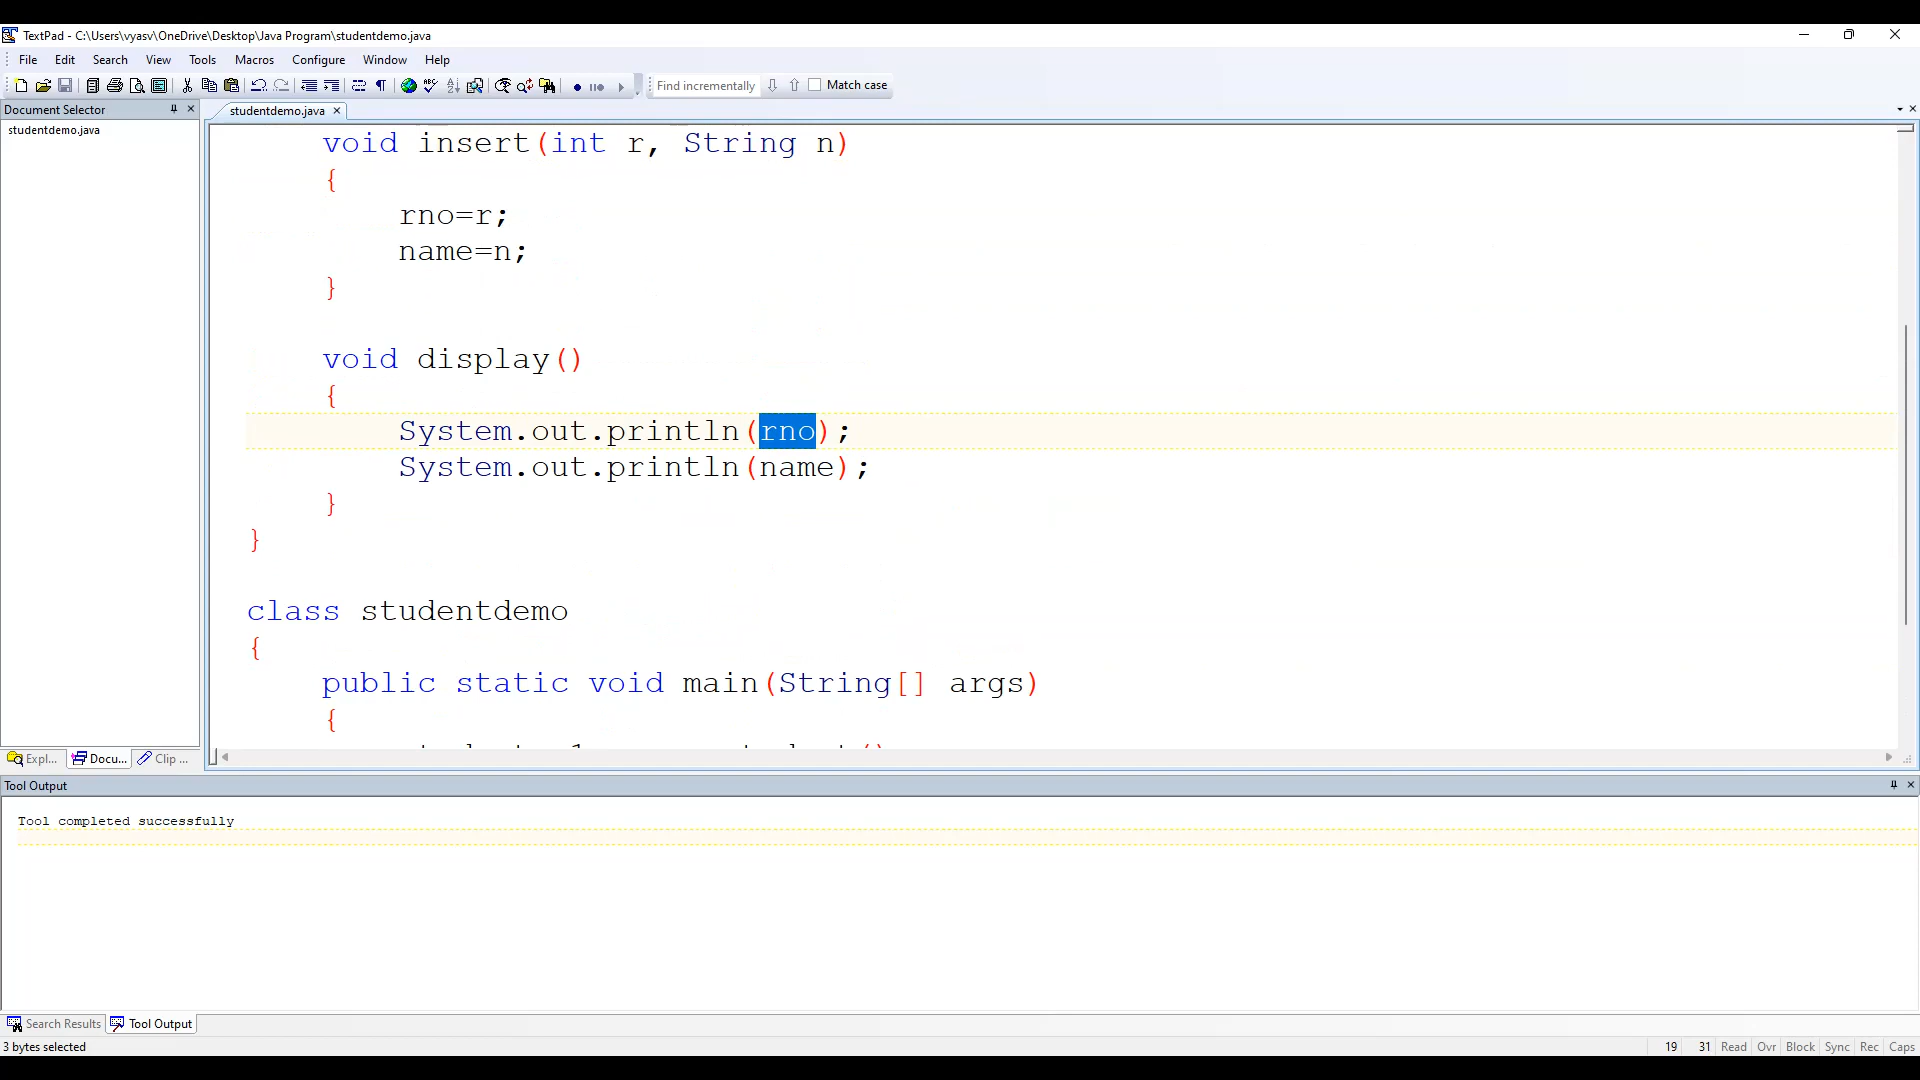 TextPad - C:\Users\vyasv\OneDrive\Desktop\Java Program\studentdemo.java
File Edit Search View Tools Macros Configure Window Help
Find incrementally Match case
Document Selector
studentdemo.java
studentdemo.java
void insert(int r, String n)
{
rno=r;
name=n;
}
void display()
{
System.out.println(rno);
System.out.println(name);
}
}
class studentdemo
{
public static void main(String[] args)
{
Expl... Docu... Clip ...
Tool Output
Tool completed successfully
Search Results Tool Output
3 bytes selected 19 31 Read Ovr Block Sync Rec Caps